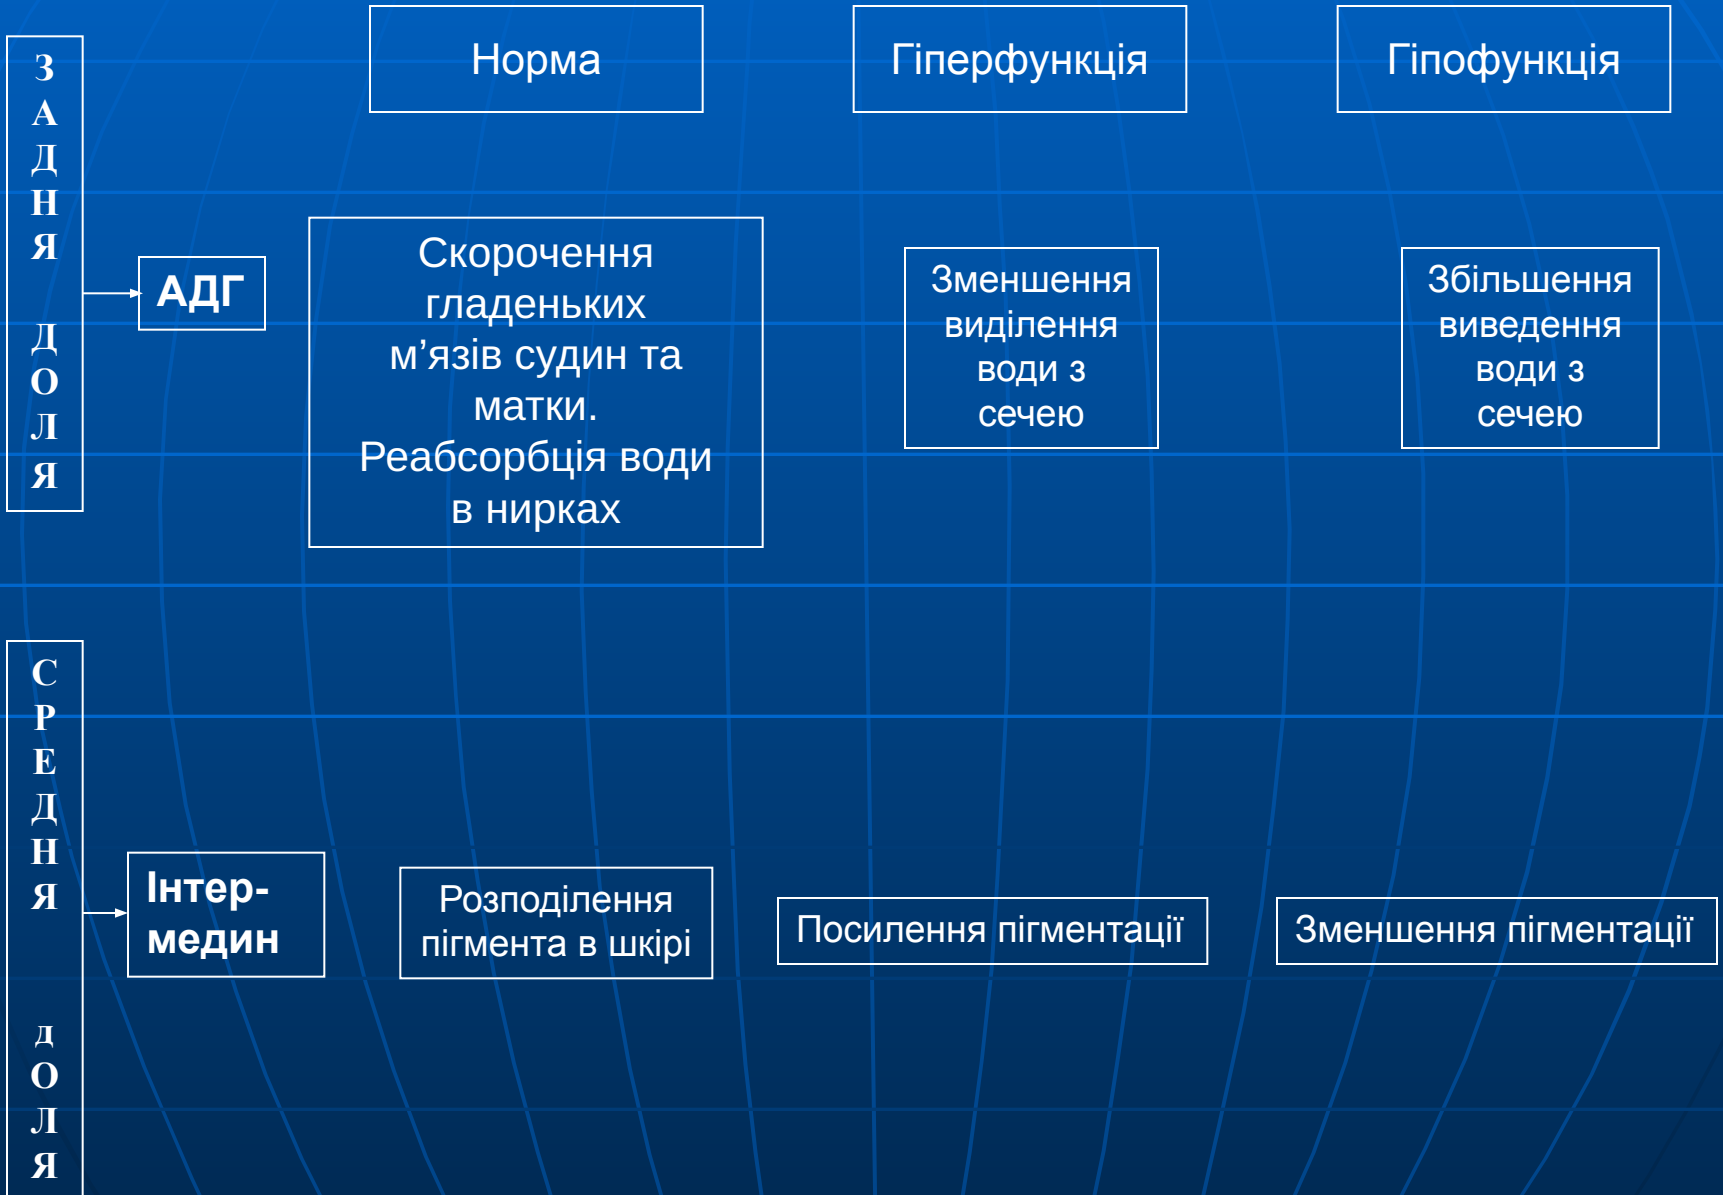 Норма
Гіперфункція
Гіпофункція
З
А
Д
Н
Я
Д
О
Л
Я
АДГ
Скорочення
гладеньких
м’язів судин та
матки.
Реабсорбція води
в нирках
Зменшення
виділення
води з
сечею
Збільшення
виведення
води з
сечею
С
Р
Е
Д
Н
Я
д
О
Л
Я
Інтер-
медин
Розподілення
пігмента в шкірі
Посилення пігментації
Зменшення пігментації